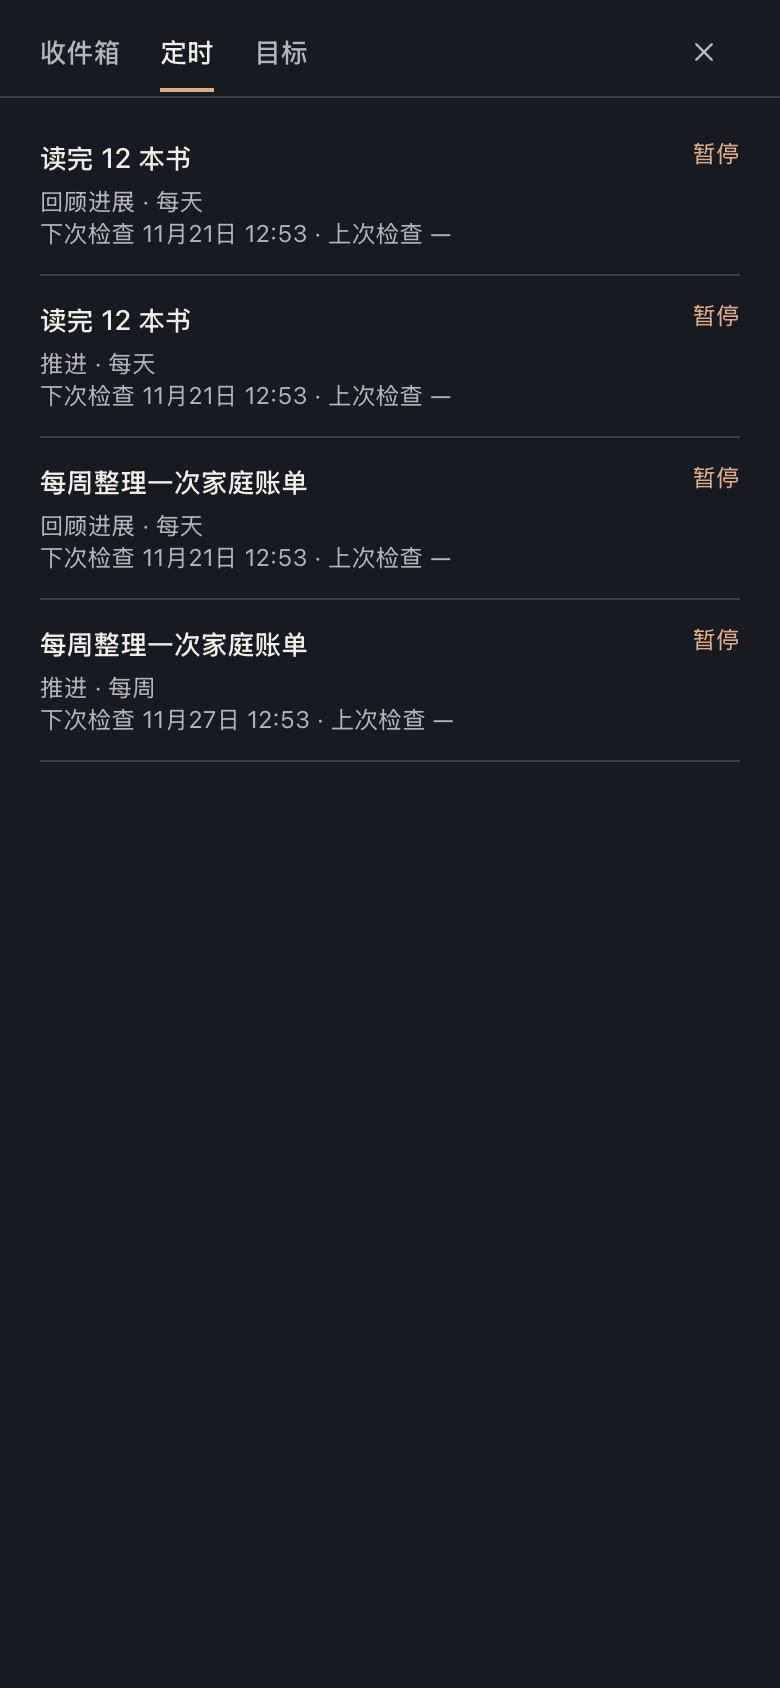 收件箱 定时 目标
读完 12 本书 暂停
回顾进展 · 每天
下次检查 11月21日 12:53 · 上次检查 —
读完 12 本书 暂停
推进 · 每天
下次检查 11月21日 12:53 · 上次检查 —
每周整理一次家庭账单 暂停
回顾进展 · 每天
下次检查 11月21日 12:53 · 上次检查 —
每周整理一次家庭账单 暂停
推进 · 每周
下次检查 11月27日 12:53 · 上次检查 —